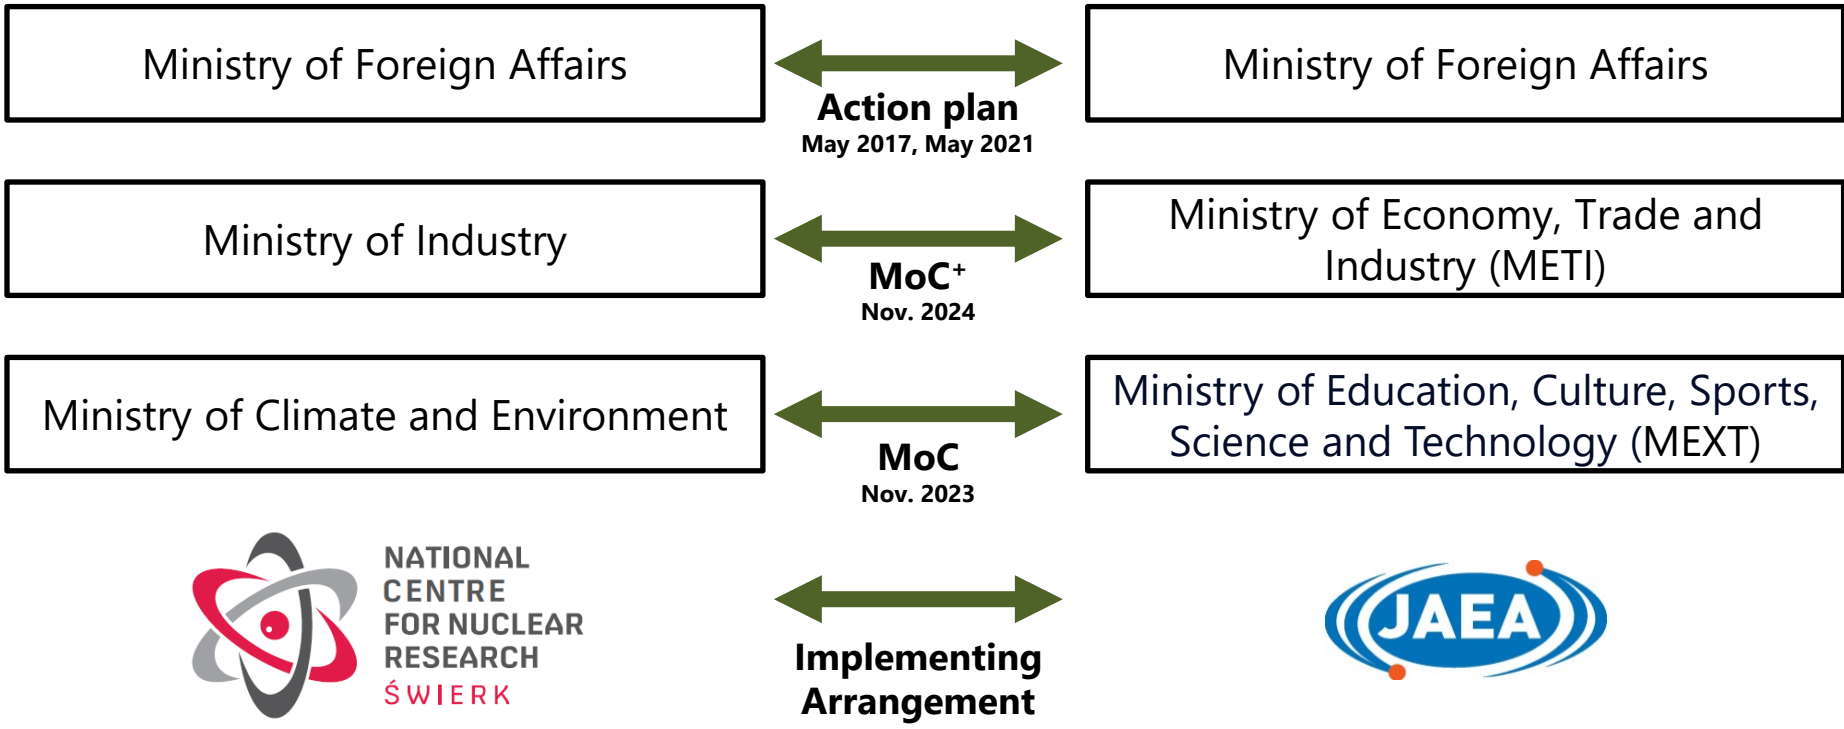 Ministry of Foreign Affairs
Action plan
May 2017, May 2021
Ministry of Foreign Affairs
Ministry of Industry
MoC⁺
Nov. 2024
Ministry of Economy, Trade and
Industry (METI)
Ministry of Climate and Environment
MoC
Nov. 2023
Ministry of Education, Culture, Sports,
Science and Technology (MEXT)
NATIONAL
CENTRE
FOR NUCLEAR
RESEARCH
ŚWIERK
Implementing
Arrangement
JAEA